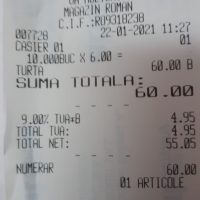 MAGAZIN ROMAN
C.I.F.:RO9318238
007728 22-01-2021 11:27
CASIER 01 01
10.000BUC X 6.00 =
TURTA 60.00 B
SUMA TOTALA:
60.00
- - - -
9.00% TVA*B 4.95
TOTAL TVA: 4.95
TOTAL NET: 55.05
- - - -
NUMERAR 60.00
01 ARTICOLE